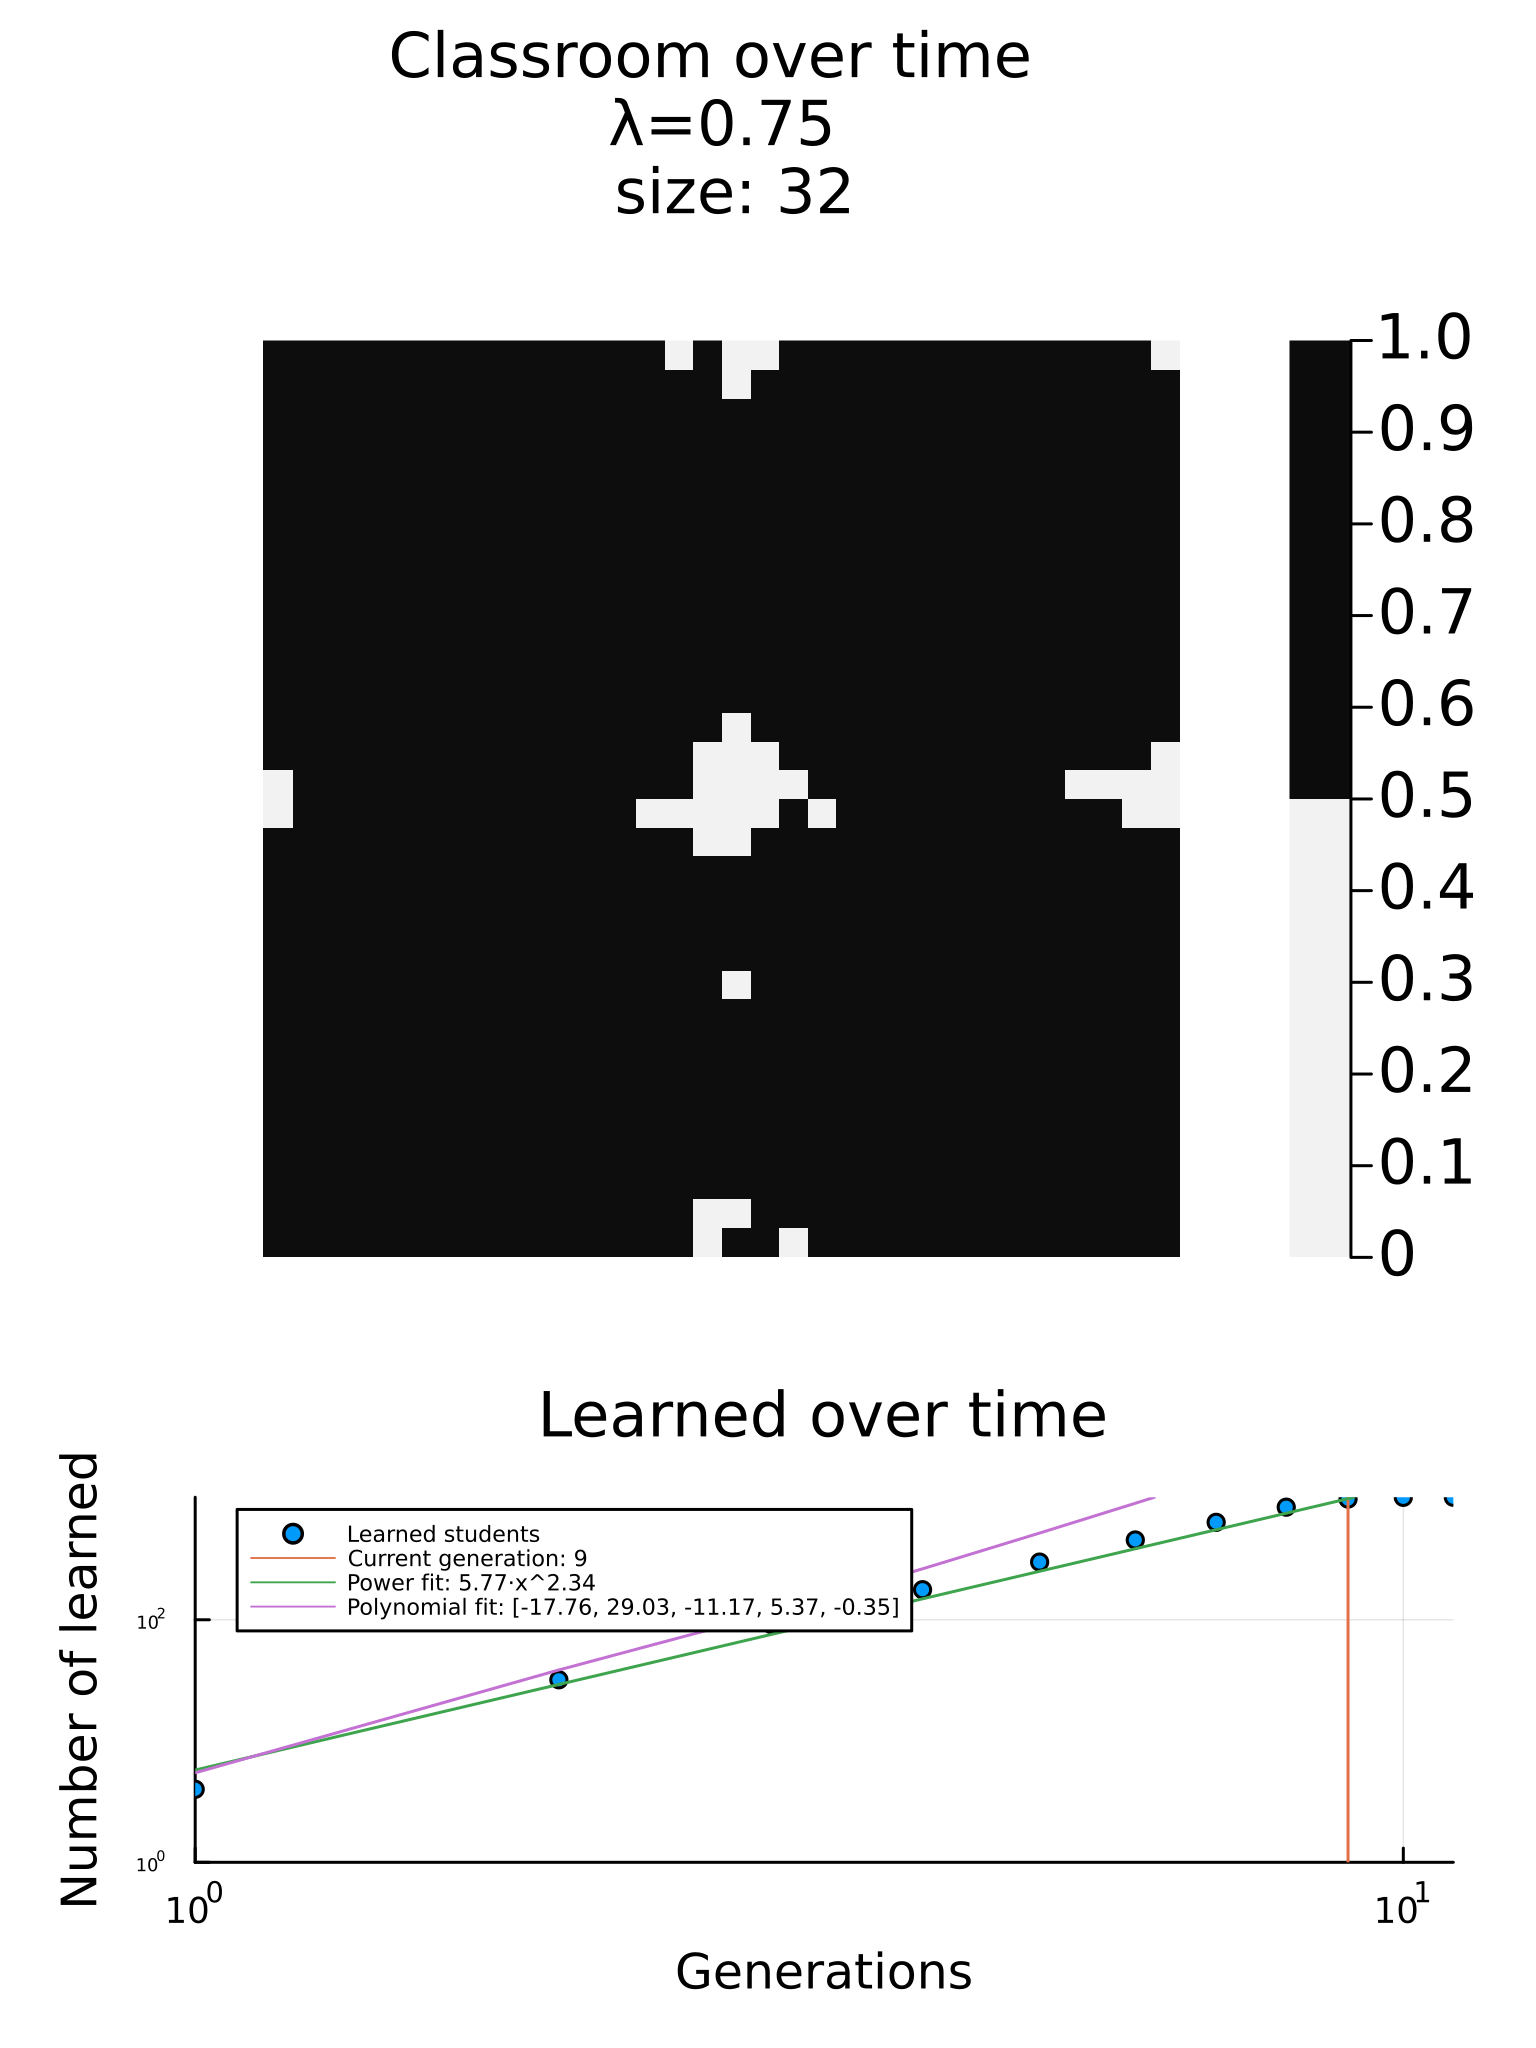 Classroom over time
λ=0.75
size: 32
1.0
0.9
0.8
0.7
0.6
0.5
0.4
0.3
0.2
0.1
0
Learned over time
Number of learned
Learned students
Current generation: 9
Power fit: 5.77·x^2.34
Polynomial fit: [-17.76, 29.03, -11.17, 5.37, -0.35]
10²
10⁰
10⁰ 10¹
Generations